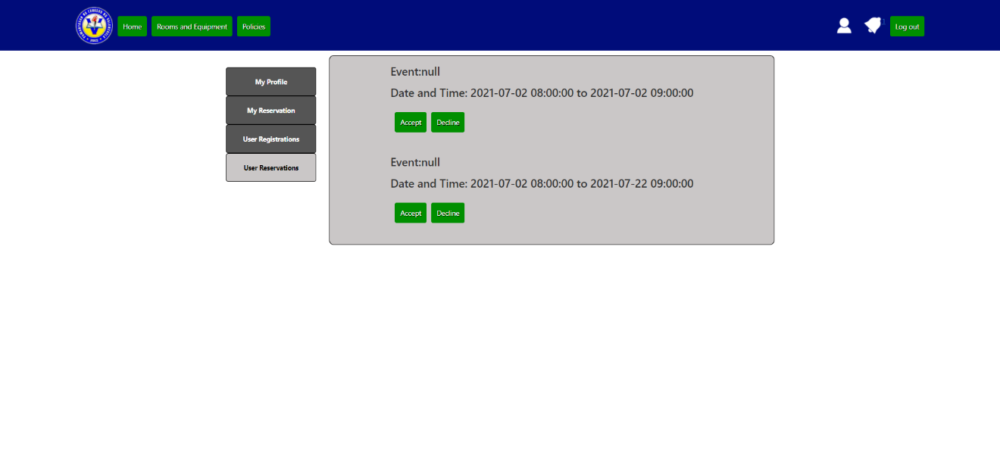 Home
Rooms and Equipment
Policies
1
Log out
My Profile
My Reservation
User Registrations
User Reservations
Event:null
Date and Time: 2021-07-02 08:00:00 to 2021-07-02 09:00:00
Accept
Decline
Event:null
Date and Time: 2021-07-02 08:00:00 to 2021-07-22 09:00:00
Accept
Decline